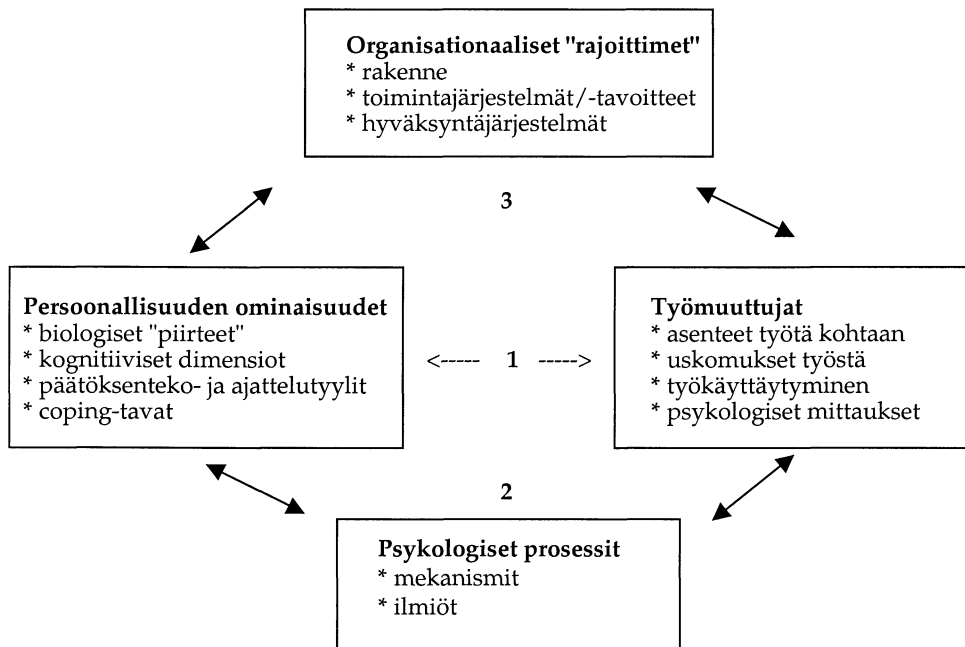 Organisationaaliset "rajoittimet"
* rakenne
* toimintajärjestelmät/-tavoitteet
* hyväksyntäjärjestelmät
3
Persoonallisuuden ominaisuudet
* biologiset "piirteet"
* kognitiiviset dimensiot
* päätöksenteko- ja ajattelutyylit
* coping-tavat
<----- 1 ----->
Työmuuttujat
* asenteet työtä kohtaan
* uskomukset työstä
* työkäyttäytyminen
* psykologiset mittaukset
2
Psykologiset prosessit
* mekanismit
* ilmiöt